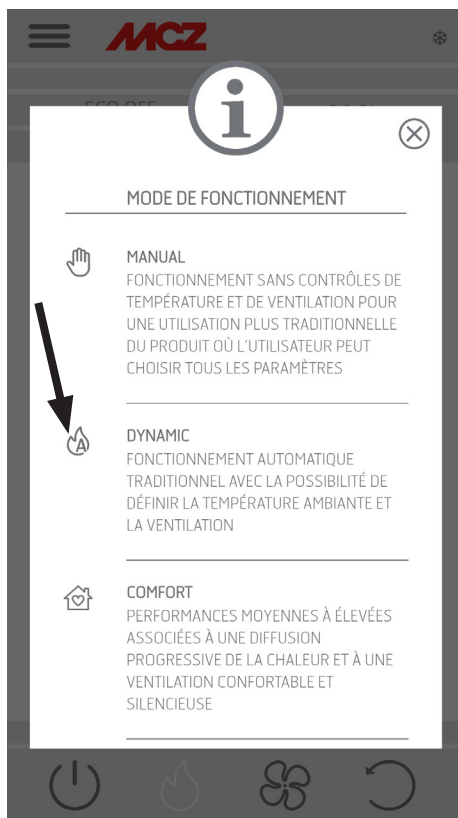 MCZ
i
MODE DE FONCTIONNEMENT
MANUAL
FONCTIONNEMENT SANS CONTRÔLES DE
TEMPÉRATURE ET DE VENTILATION POUR
UNE UTILISATION PLUS TRADITIONNELLE
DU PRODUIT OÙ L'UTILISATEUR PEUT
CHOISIR TOUS LES PARAMÈTRES
A
DYNAMIC
FONCTIONNEMENT AUTOMATIQUE
TRADITIONNEL AVEC LA POSSIBILITÉ DE
DÉFINIR LA TEMPÉRATURE AMBIANTE ET
LA VENTILATION
COMFORT
PERFORMANCES MOYENNES À ÉLEVÉES
ASSOCIÉES À UNE DIFFUSION
PROGRESSIVE DE LA CHALEUR ET À UNE
VENTILATION CONFORTABLE ET
SILENCIEUSE